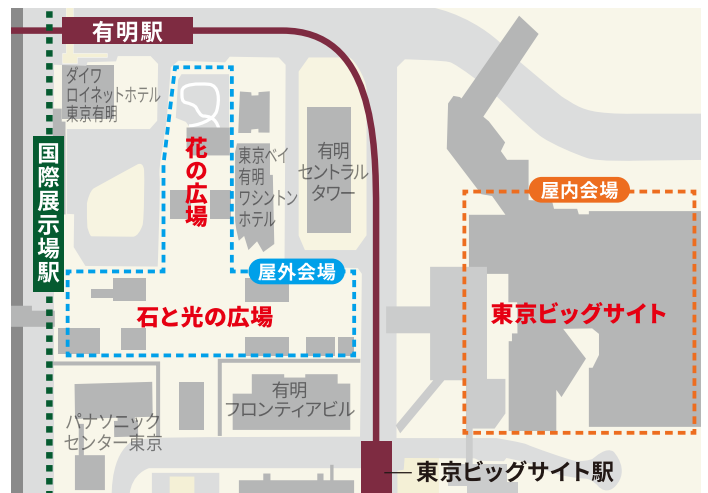 有明駅
ダイワ
ロイネットホテル
東京有明
国際展示場駅
花の広場
東京ベイ
有明
ワシントン
ホテル
有明
セントラル
タワー
屋内会場
屋外会場
石と光の広場
東京ビッグサイト
有明
フロンティアビル
パナソニック
センター東京
東京ビッグサイト駅